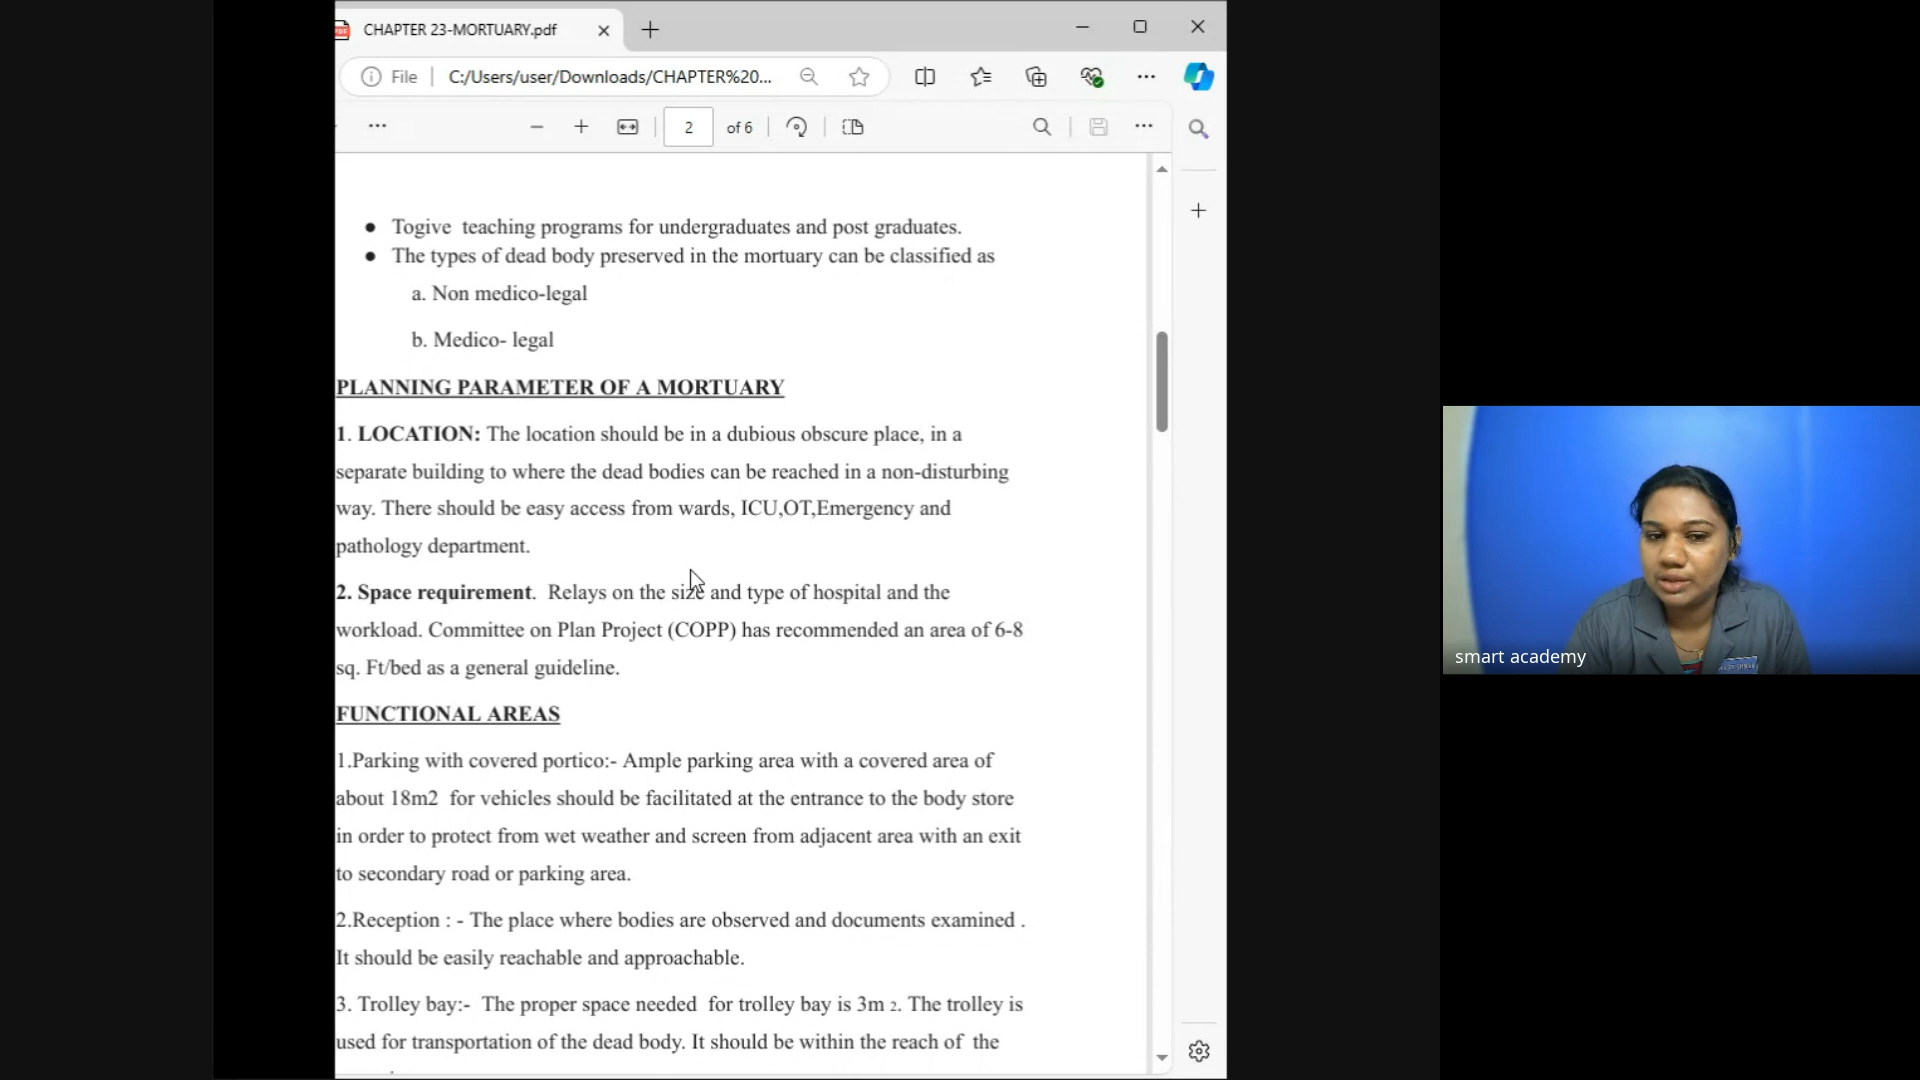 CHAPTER 23-MORTUARY.pdf
File
C:/Users/user/Downloads/CHAPTER%20...
2 of 6
● Togive teaching programs for undergraduates and post graduates.
● The types of dead body preserved in the mortuary can be classified as
a. Non medico-legal
b. Medico- legal
PLANNING PARAMETER OF A MORTUARY
1. LOCATION: The location should be in a dubious obscure place, in a
separate building to where the dead bodies can be reached in a non-disturbing
way. There should be easy access from wards, ICU,OT,Emergency and
pathology department.
2. Space requirement. Relays on the size and type of hospital and the
workload. Committee on Plan Project (COPP) has recommended an area of 6-8
sq. Ft/bed as a general guideline.
FUNCTIONAL AREAS
1.Parking with covered portico:- Ample parking area with a covered area of
about 18m2 for vehicles should be facilitated at the entrance to the body store
in order to protect from wet weather and screen from adjacent area with an exit
to secondary road or parking area.
2.Reception : - The place where bodies are observed and documents examined .
It should be easily reachable and approachable.
3. Trolley bay:- The proper space needed for trolley bay is 3m 2. The trolley is
used for transportation of the dead body. It should be within the reach of the
smart academy